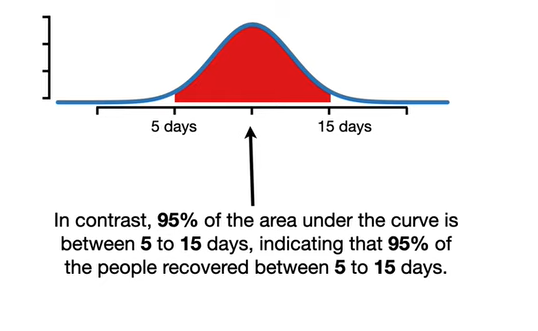 5 days 15 days
In contrast, 95% of the area under the curve is
between 5 to 15 days, indicating that 95% of
the people recovered between 5 to 15 days.